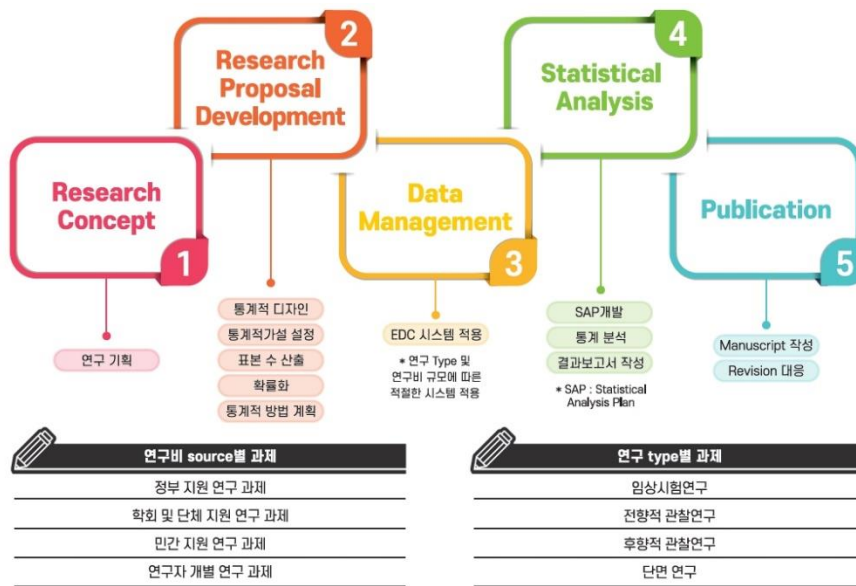 1
Research
Concept
연구 기획
2
Research
Proposal
Development
통계적 디자인
통계적가설 설정
표본 수 산출
확률화
통계적 방법 계획
3
Data
Management
EDC 시스템 적용
* 연구 Type 및
연구비 규모에 따른
적절한 시스템 적용
4
Statistical
Analysis
SAP개발
통계 분석
결과보고서 작성
* SAP : Statistical
Analysis Plan
5
Publication
Manuscript 작성
Revision 대응
연구비 source별 과제
정부 지원 연구 과제
학회 및 단체 지원 연구 과제
민간 지원 연구 과제
연구자 개별 연구 과제
연구 type별 과제
임상시험연구
전향적 관찰연구
후향적 관찰연구
단면 연구